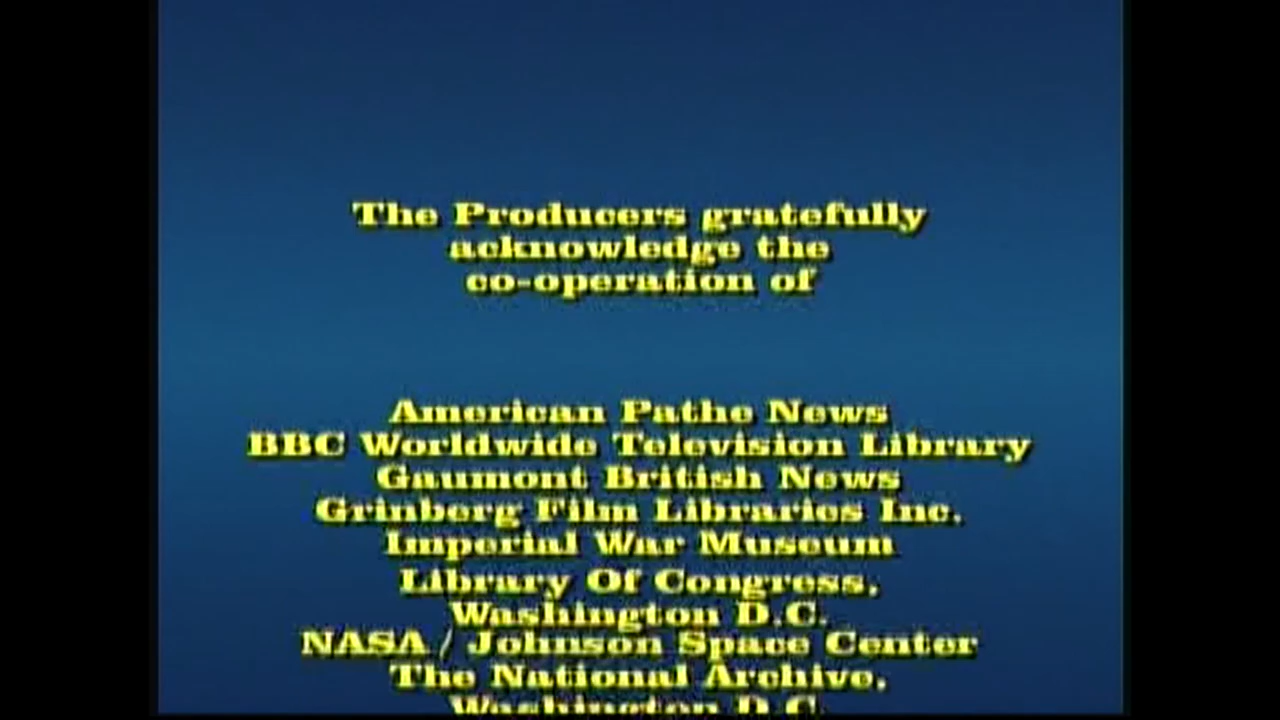 The Producers gratefully
acknowledge the
co-operation of
American Pathe News
BBC Worldwide Television Library
Gaumont British News
Grinberg Film Libraries Inc.
Imperial War Museum
Library Of Congress,
Washington D.C.
NASA / Johnson Space Center
The National Archive,
Washington D.C.